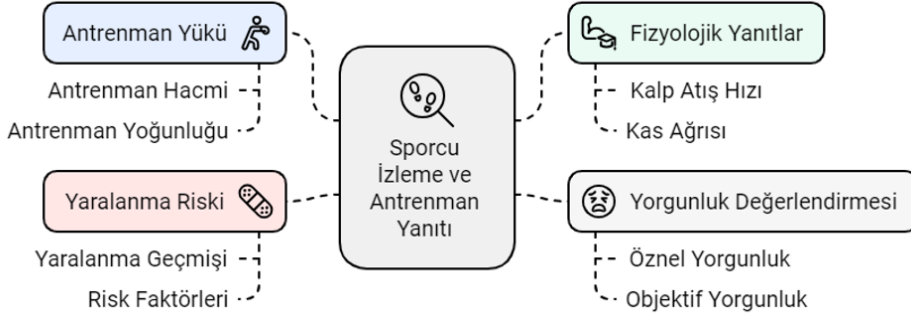 Antrenman Yükü
Antrenman Hacmi
Antrenman Yoğunluğu
Yaralanma Riski
Yaralanma Geçmişi
Risk Faktörleri
Sporcu
İzleme ve
Antrenman
Yanıtı
Fizyolojik Yanıtlar
Kalp Atış Hızı
Kas Ağrısı
Yorgunluk Değerlendirmesi
Öznel Yorgunluk
Objektif Yorgunluk